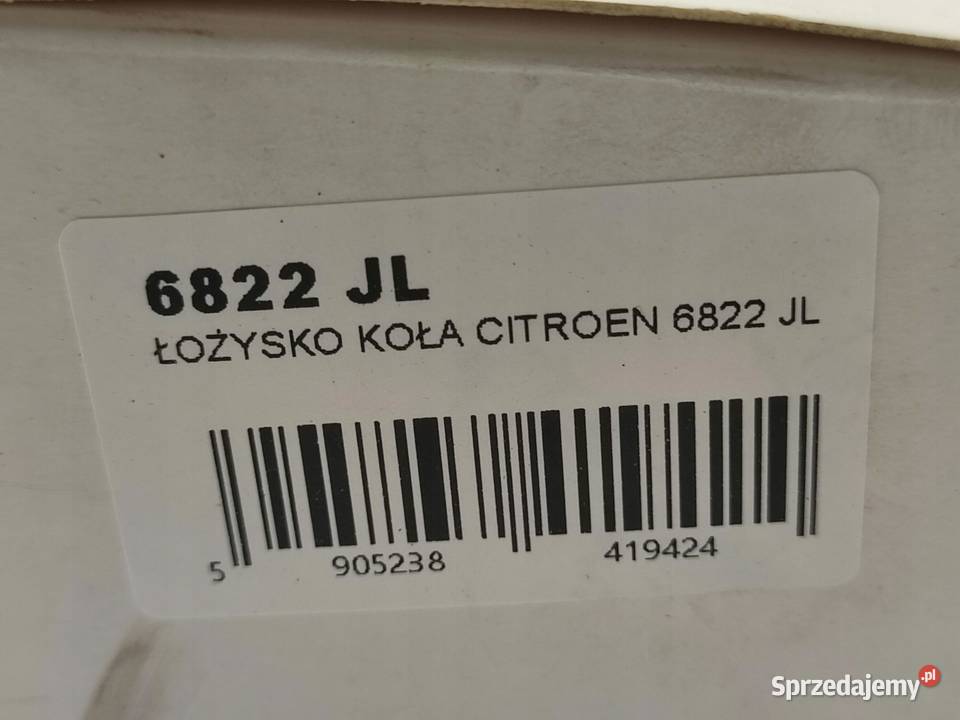 6822 JL
ŁOŻYSKO KOŁA CITROEN 6822 JL
5 905238 419424
Sprzedajemy.pl